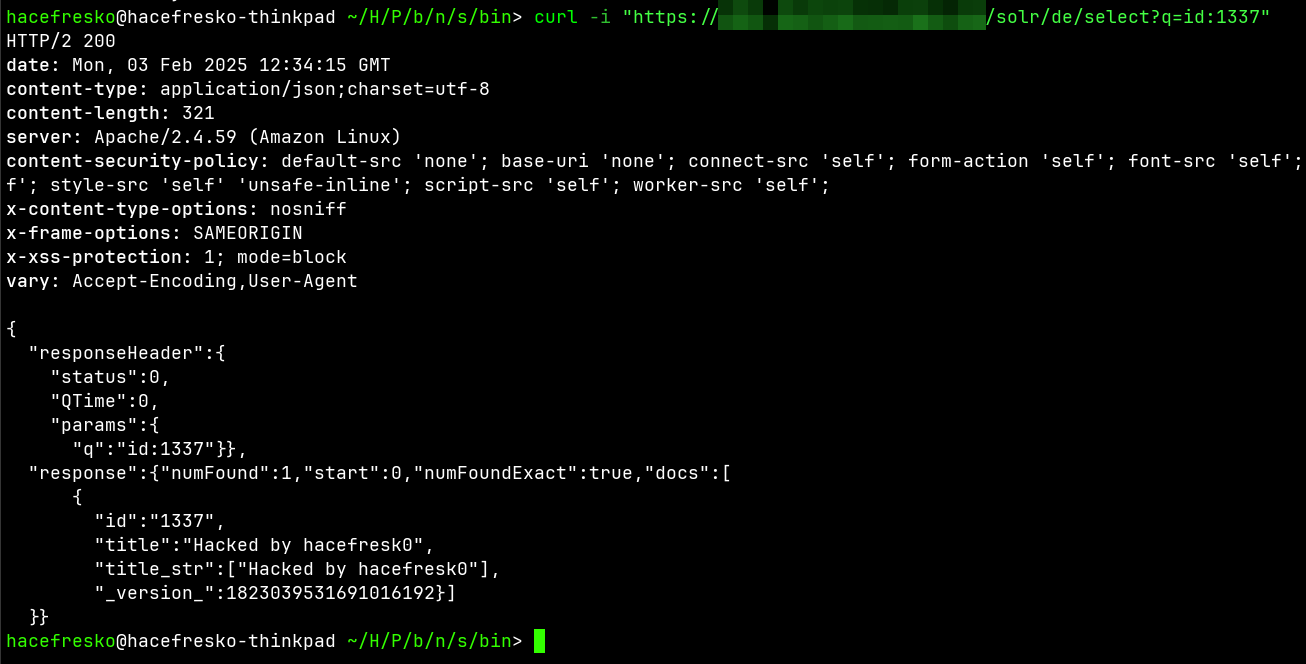 hacefresko@hacefresko-thinkpad ~/H/P/b/n/s/bin> curl -i "https:///solr/de/select?q=id:1337"
HTTP/2 200
date: Mon, 03 Feb 2025 12:34:15 GMT
content-type: application/json;charset=utf-8
content-length: 321
server: Apache/2.4.59 (Amazon Linux)
content-security-policy: default-src 'none'; base-uri 'none'; connect-src 'self'; form-action 'self'; font-src 'self';
f'; style-src 'self' 'unsafe-inline'; script-src 'self'; worker-src 'self';
x-content-type-options: nosniff
x-frame-options: SAMEORIGIN
x-xss-protection: 1; mode=block
vary: Accept-Encoding,User-Agent
{
  "responseHeader":{
    "status":0,
    "QTime":0,
    "params":{
      "q":"id:1337"}},
  "response":{"numFound":1,"start":0,"numFoundExact":true,"docs":[
      {
        "id":"1337",
        "title":"Hacked by hacefresk0",
        "title_str":["Hacked by hacefresk0"],
        "_version_":1823039531691016192}]
  }}
hacefresko@hacefresko-thinkpad ~/H/P/b/n/s/bin>